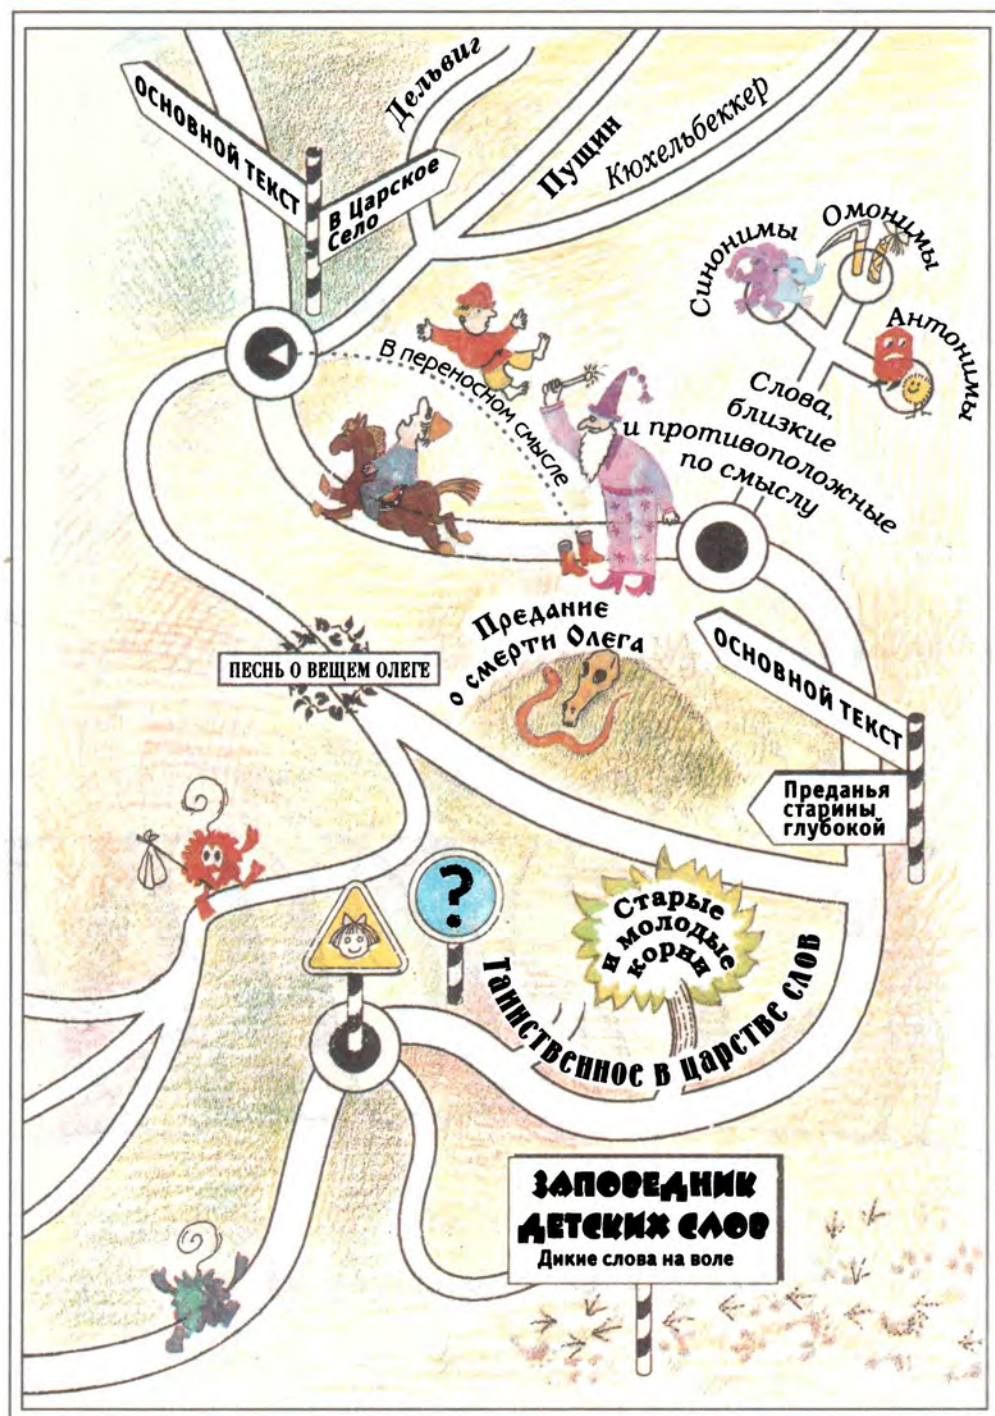 ОСНОВНОЙ ТЕКСТ
В Царское
Село
Дельвиг
Пущин
Кюхельбеккер
Синонимы
Омонимы
Антонимы
В переносном смысле
Слова,
близкие
и противоположные
по смыслу
Предание
о смерти Олега
ПЕСНЬ О ВЕЩЕМ ОЛЕГЕ
ОСНОВНОЙ ТЕКСТ
Преданья
старины
глубокой
?
Старые
и молодые
корни
Таинственное в царстве слов
ЗАПОВЕДНИК
ДЕТСКИХ СЛОВ
Дикие слова на воле